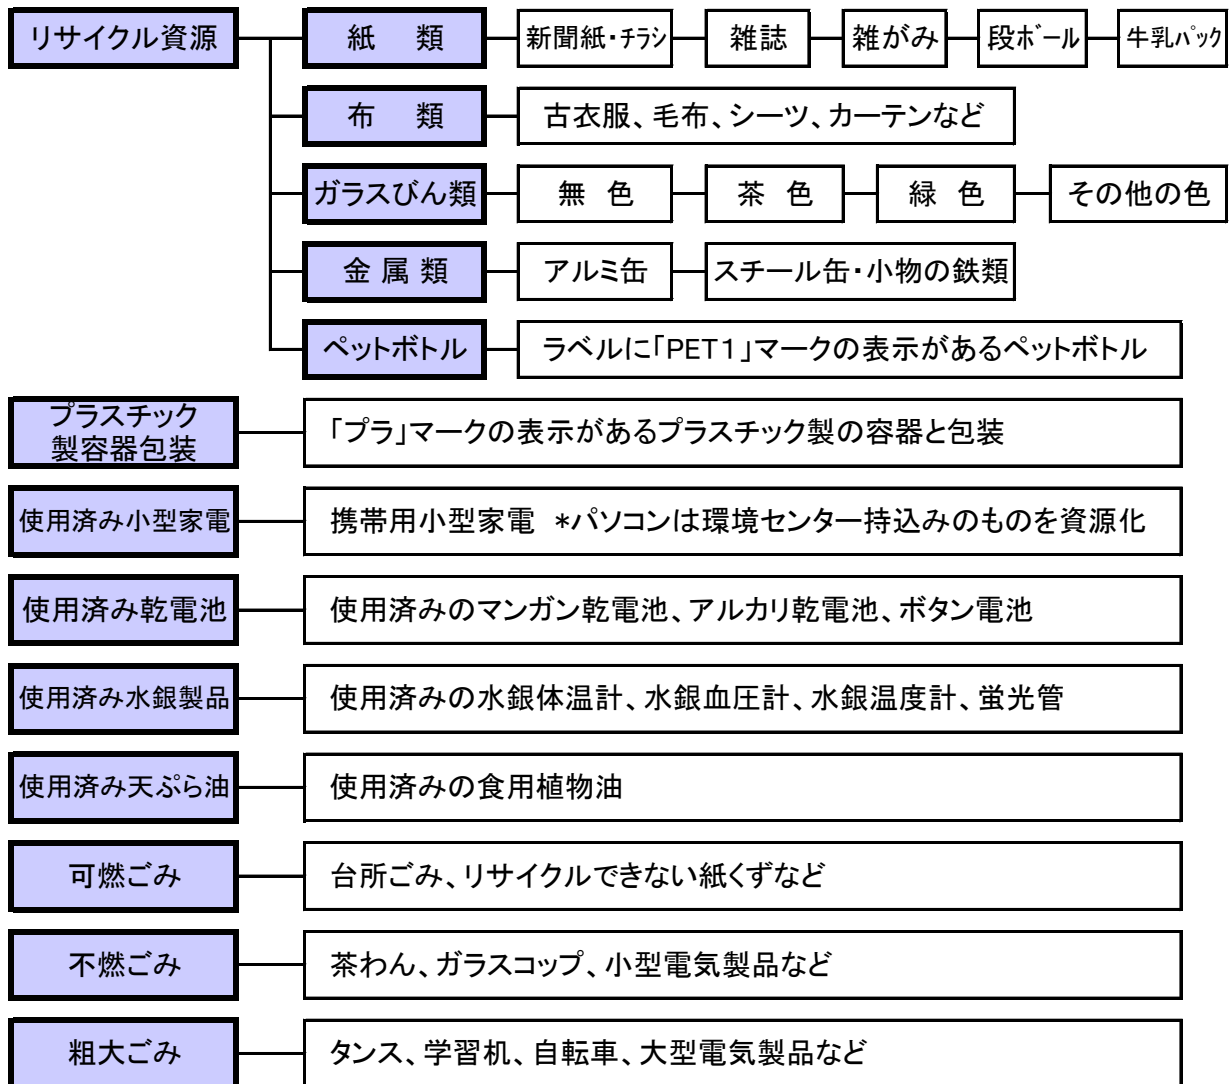 リサイクル資源 紙 類 新聞紙・チラシ 雑誌 雑がみ 段ボール 牛乳パック
布 類 古衣服、毛布、シーツ、カーテンなど
ガラスびん類 無 色 茶 色 緑 色 その他の色
金 属 類 アルミ缶 スチール缶・小物の鉄類
ペットボトル ラベルに「PET1」マークの表示があるペットボトル
プラスチック
製容器包装
「プラ」マークの表示があるプラスチック製の容器と包装
使用済み小型家電 携帯用小型家電 *パソコンは環境センター持込みのものを資源化
使用済み乾電池 使用済みのマンガン乾電池、アルカリ乾電池、ボタン電池
使用済み水銀製品 使用済みの水銀体温計、水銀血圧計、水銀温度計、蛍光管
使用済み天ぷら油 使用済みの食用植物油
可燃ごみ 台所ごみ、リサイクルできない紙くずなど
不燃ごみ 茶わん、ガラスコップ、小型電気製品など
粗大ごみ タンス、学習机、自転車、大型電気製品など